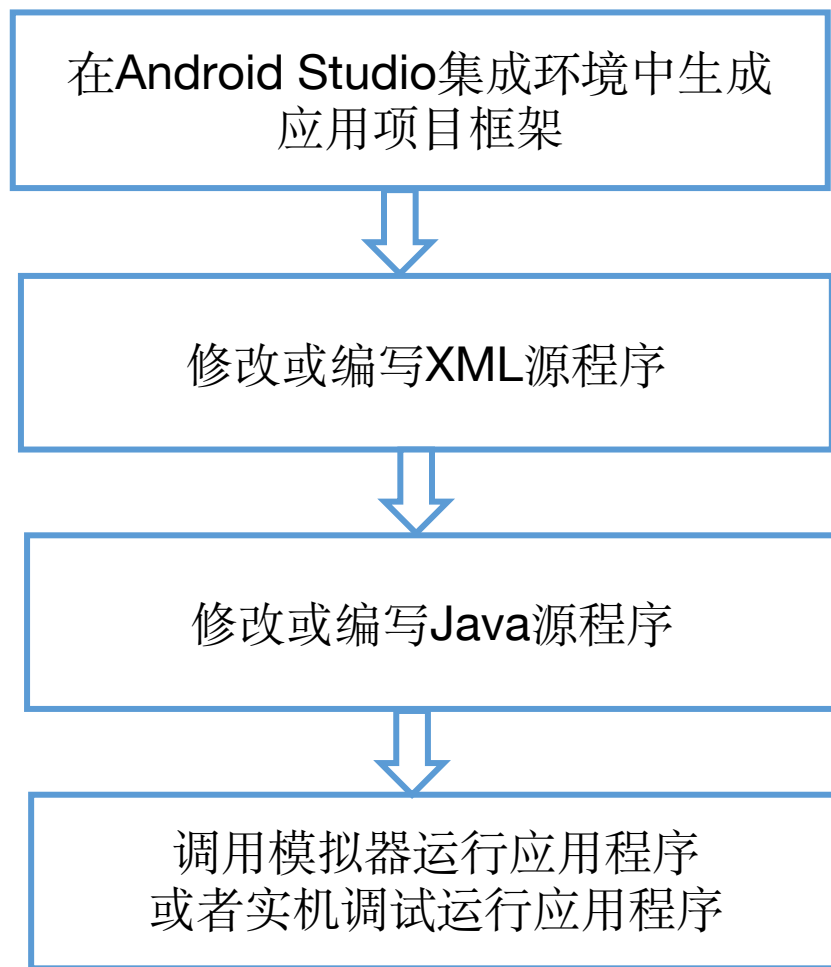 在Android Studio集成环境中生成
应用项目框架
修改或编写XML源程序
修改或编写Java源程序
调用模拟器运行应用程序
或者实机调试运行应用程序